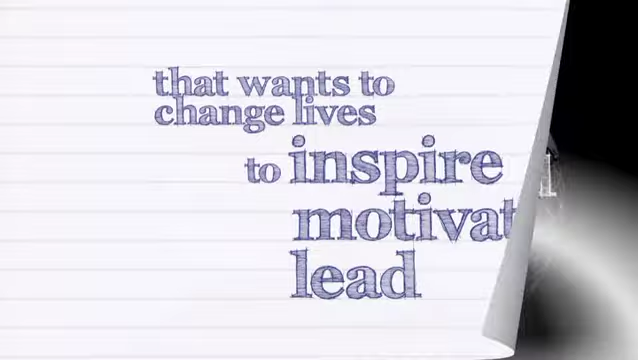 that wants to
change lives
to inspire
motivat
lead